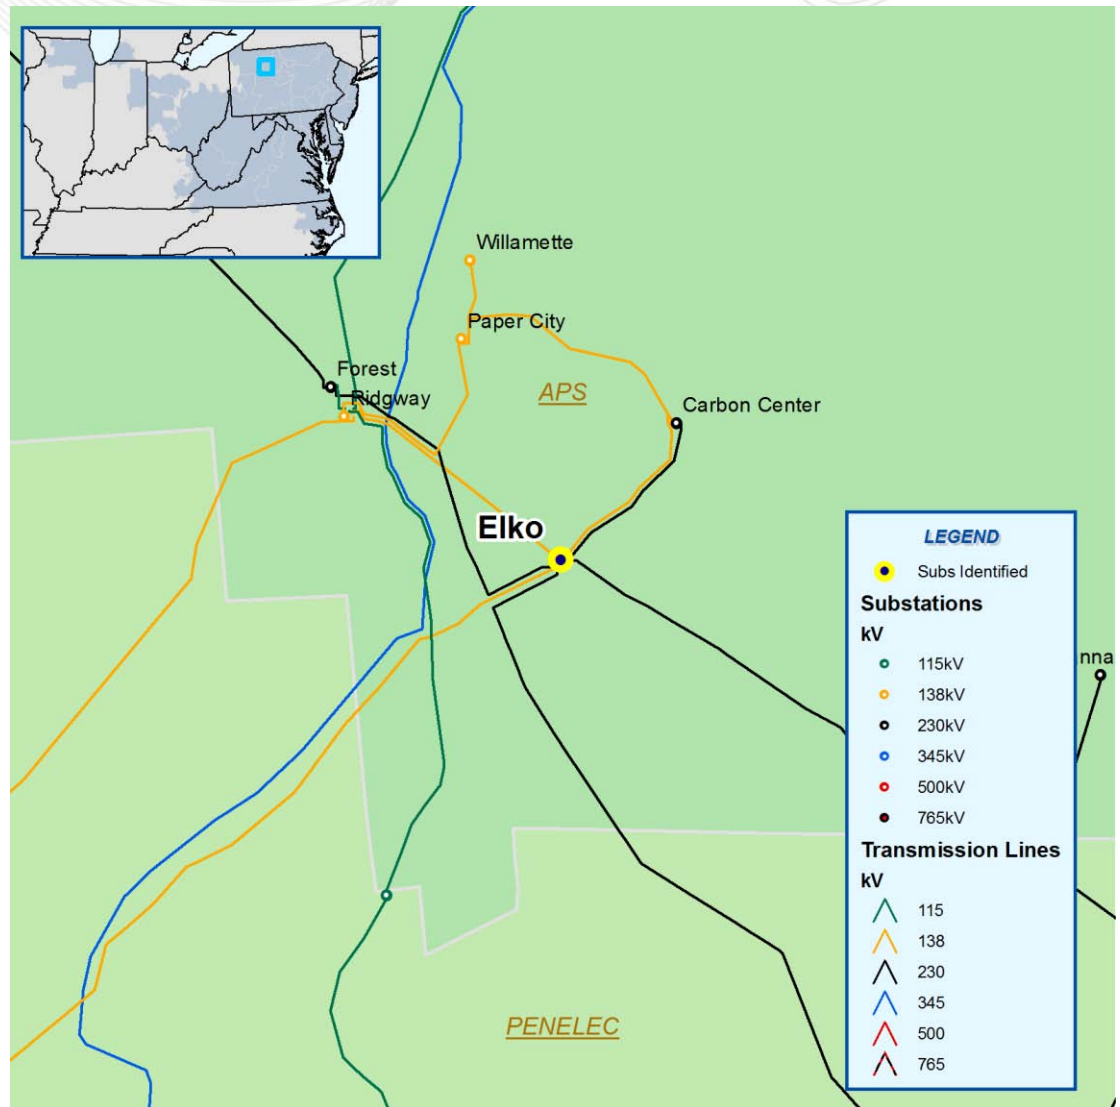 Willamette
Paper City
Forest
Ridgway
APS
Carbon Center
Elko
nna
PENELEC
LEGEND
Subs Identified
Substations
kV
115kV
138kV
230kV
345kV
500kV
765kV
Transmission Lines
kV
115
138
230
345
500
765